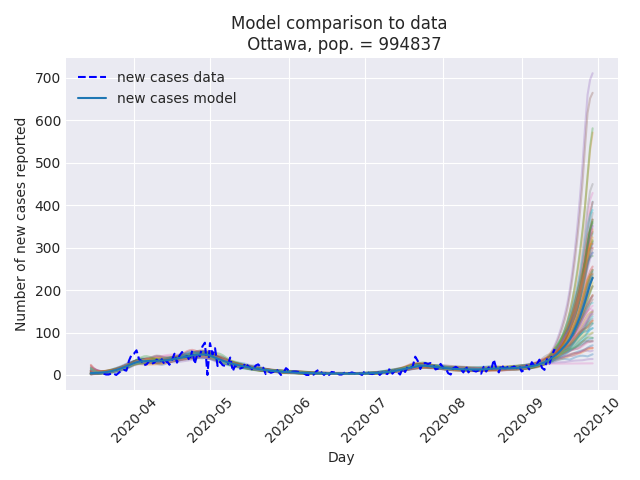 Model comparison to data
Ottawa, pop. = 994837
new cases data
new cases model
Number of new cases reported
700
600
500
400
300
200
100
0
2020-04
2020-05
2020-06
2020-07
2020-08
2020-09
2020-10
Day